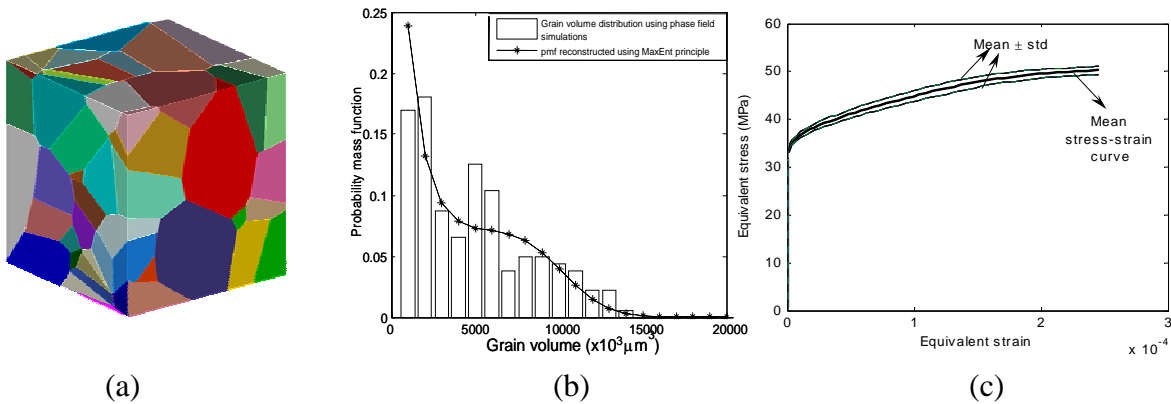 (a)
0.25
0.2
0.15
0.1
0.05
0
Probability mass function
Grain volume distribution using phase field
simulations
pmf reconstructed using MaxEnt principle
0
5000
10000
15000
20000
Grain volume (x10³μm³)
(b)
60
50
40
30
20
10
0
Equivalent stress (MPa)
Mean ± std
Mean
stress-strain
curve
0
1
2
3
Equivalent strain
x 10⁻⁴
(c)